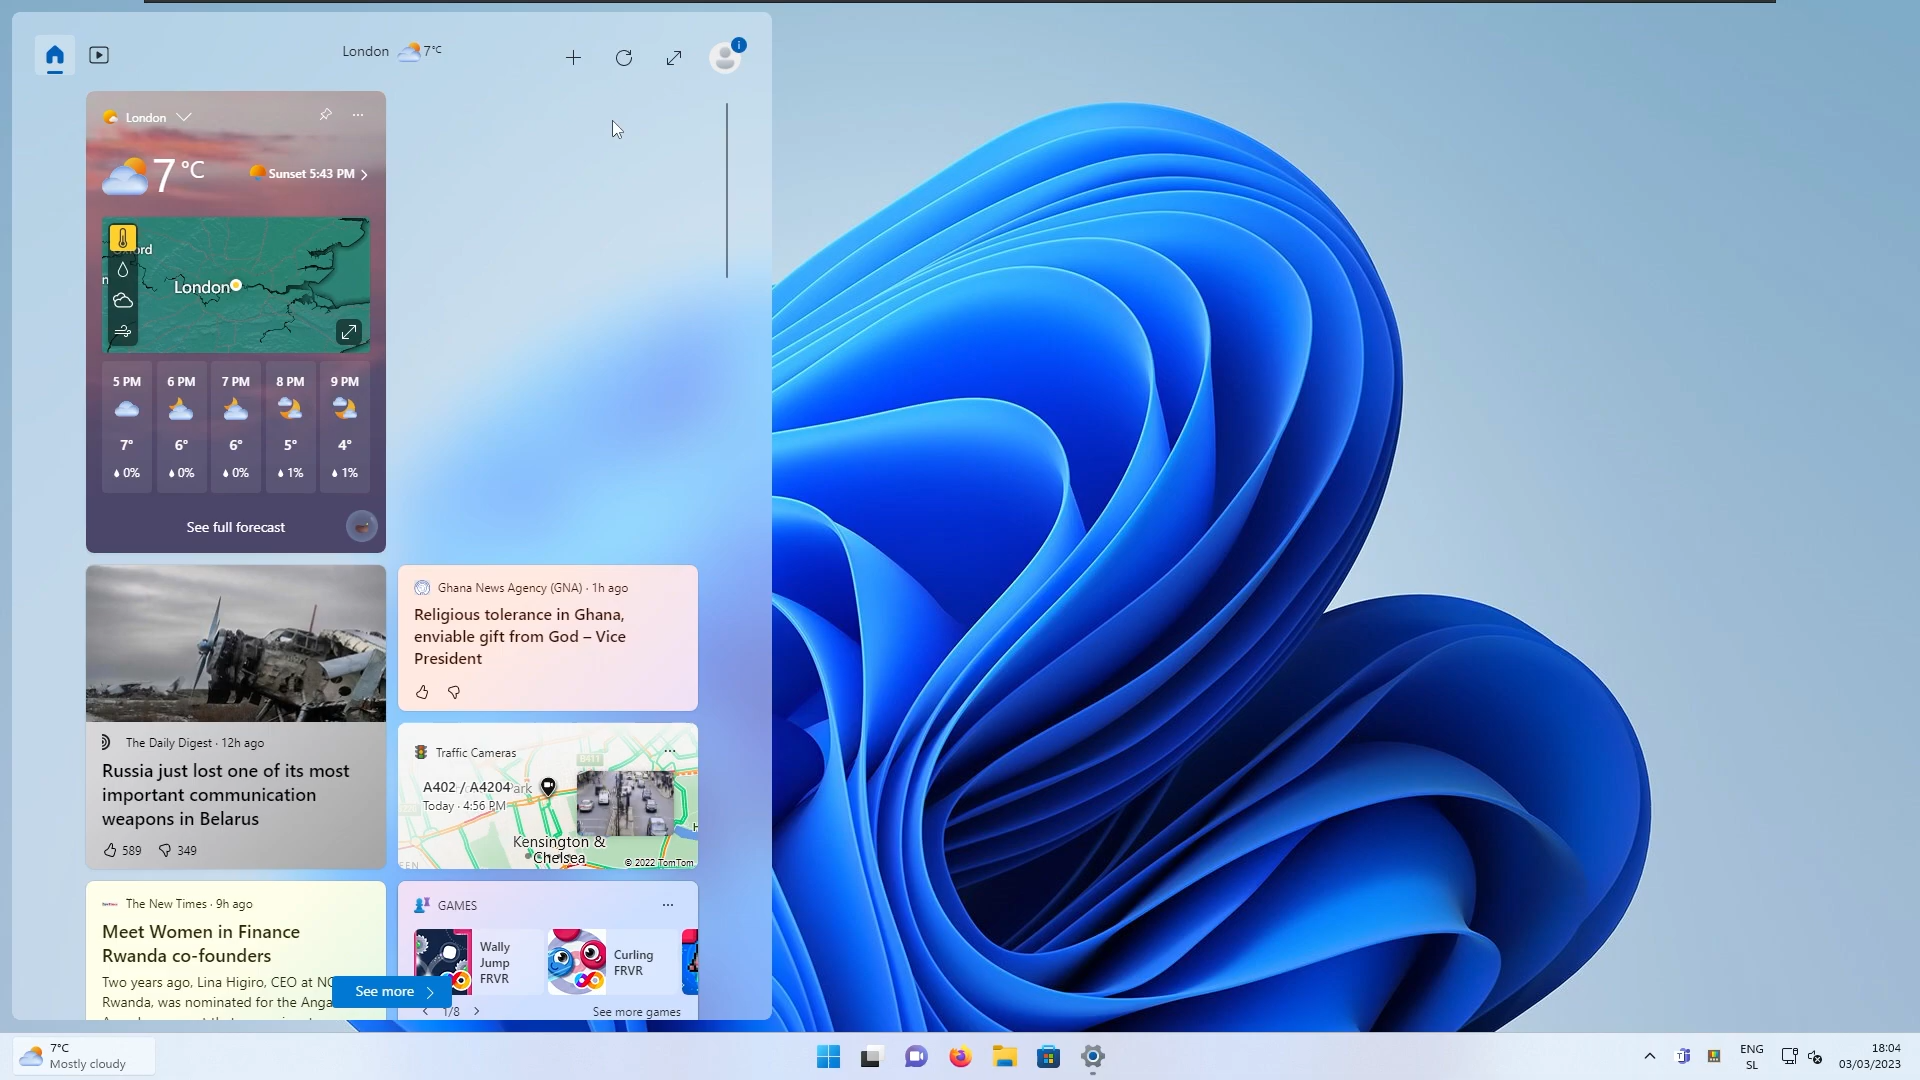 London 7°C
London
7 °C
Sunset 5:43 PM
London
5 PM 6 PM 7 PM 8 PM 9 PM
7° 6° 6° 5° 4°
0% 0% 0% 1% 1%
See full forecast
Ghana News Agency (GNA) · 1h ago
Religious tolerance in Ghana,
enviable gift from God – Vice
President
The Daily Digest · 12h ago
Russia just lost one of its most
important communication
weapons in Belarus
589 349
Traffic Cameras
A402 / A4204
Today · 4:56 PM
B411
Kensington &
Chelsea
© 2022 TomTom
The New Times · 9h ago
Meet Women in Finance
Rwanda co-founders
Two years ago, Lina Higiro, CEO at NC
Rwanda, was nominated for the Anga
GAMES
Wally
Jump
FRVR
Curling
FRVR
See more
1/8
See more games
7°C
Mostly cloudy
ENG
SL
18:04
03/03/2023